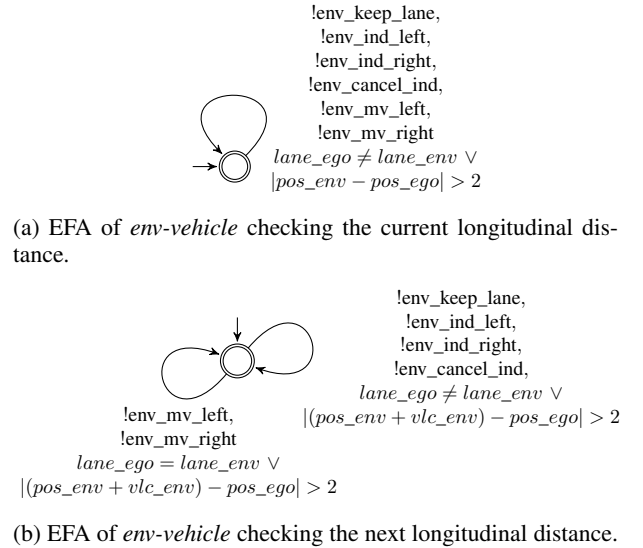 !env_keep_lane,
!env_ind_left,
!env_ind_right,
!env_cancel_ind,
!env_mv_left,
!env_mv_right
lane_ego ≠ lane_env ∨
|pos_env − pos_ego| > 2
(a) EFA of env-vehicle checking the current longitudinal dis-
tance.
!env_keep_lane,
!env_ind_left,
!env_ind_right,
!env_cancel_ind,
lane_ego ≠ lane_env ∨
|(pos_env + vlc_env) − pos_ego| > 2
!env_mv_left,
!env_mv_right
lane_ego = lane_env ∨
|(pos_env + vlc_env) − pos_ego| > 2
(b) EFA of env-vehicle checking the next longitudinal distance.